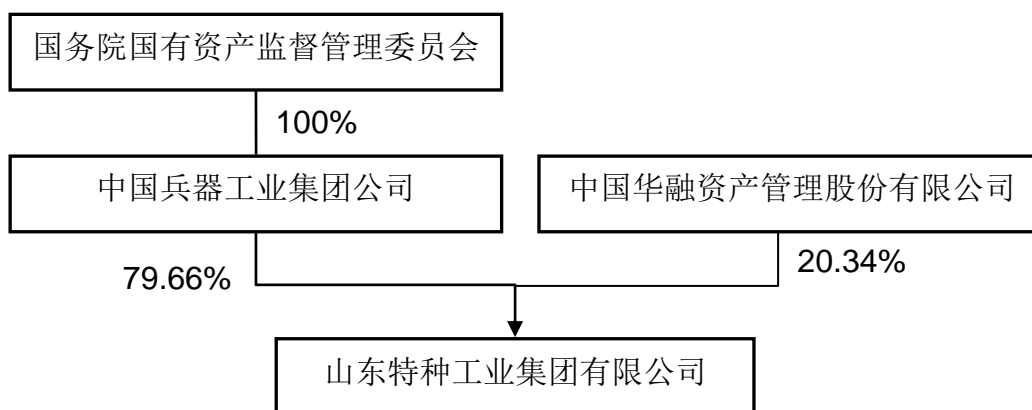 国务院国有资产监督管理委员会
100%
中国兵器工业集团公司
中国华融资产管理股份有限公司
79.66%
20.34%
山东特种工业集团有限公司